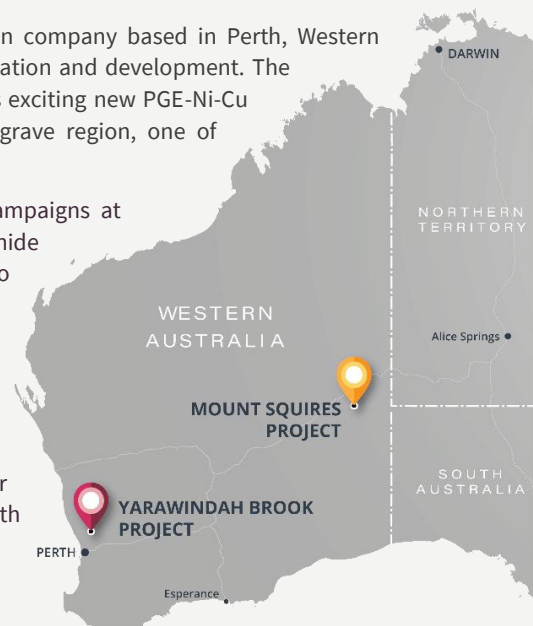 n company based in Perth, Western
ation and development. The
s exciting new PGE-Ni-Cu
grave region, one of
ampaigns at
hide
o
r
th
DARWIN
NORTHERN
TERRITORY
WESTERN
AUSTRALIA
Alice Springs
MOUNT SQUIRES
PROJECT
SOUTH
AUSTRALIA
YARAWINDAH BROOK
PROJECT
PERTH
Esperance